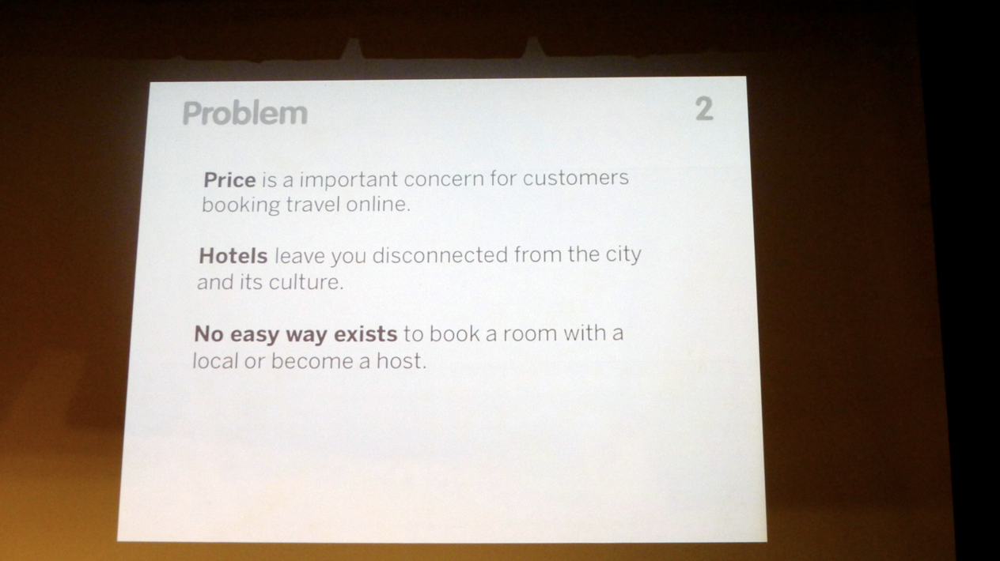 Problem
2
Price is a important concern for customers
booking travel online.
Hotels leave you disconnected from the city
and its culture.
No easy way exists to book a room with a
local or become a host.